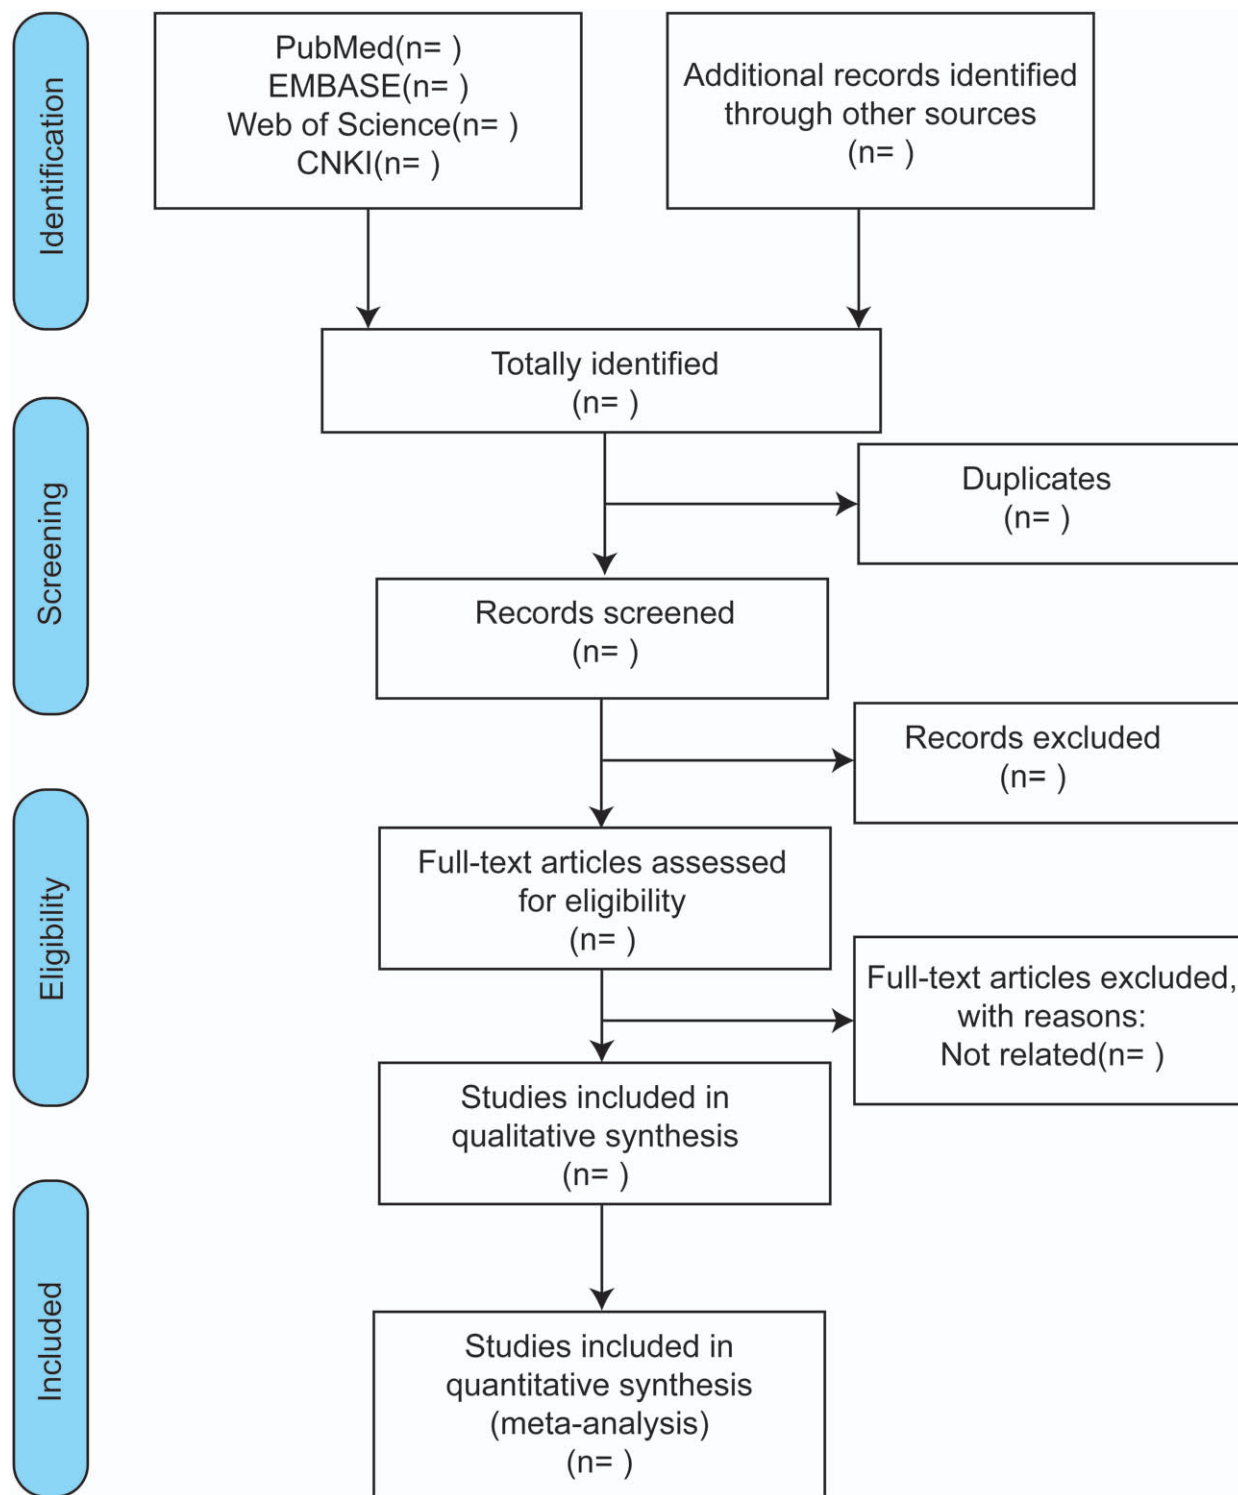 Identification
PubMed(n= )
EMBASE(n= )
Web of Science(n= )
CNKI(n= )
Additional records identified
through other sources
(n= )
Totally identified
(n= )
Screening
Duplicates
(n= )
Records screened
(n= )
Records excluded
(n= )
Eligibility
Full-text articles assessed
for eligibility
(n= )
Full-text articles excluded,
with reasons:
Not related(n= )
Studies included in
qualitative synthesis
(n= )
Included
Studies included in
quantitative synthesis
(meta-analysis)
(n= )